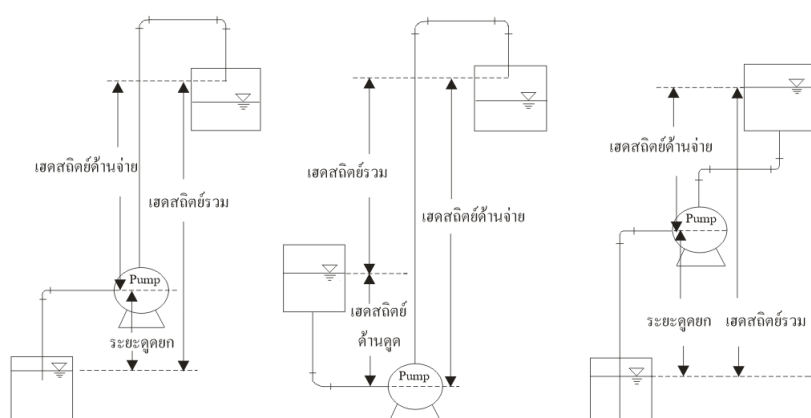 เฮดสถิตย์ด้านจ่าย
เฮดสถิตย์รวม
Pump
ระยะดูดยก
เฮดสถิตย์รวม
เฮดสถิตย์ด้านจ่าย
เฮดสถิตย์
ด้านดูด
Pump
เฮดสถิตย์ด้านจ่าย
Pump
ระยะดูดยก
เฮดสถิตย์รวม